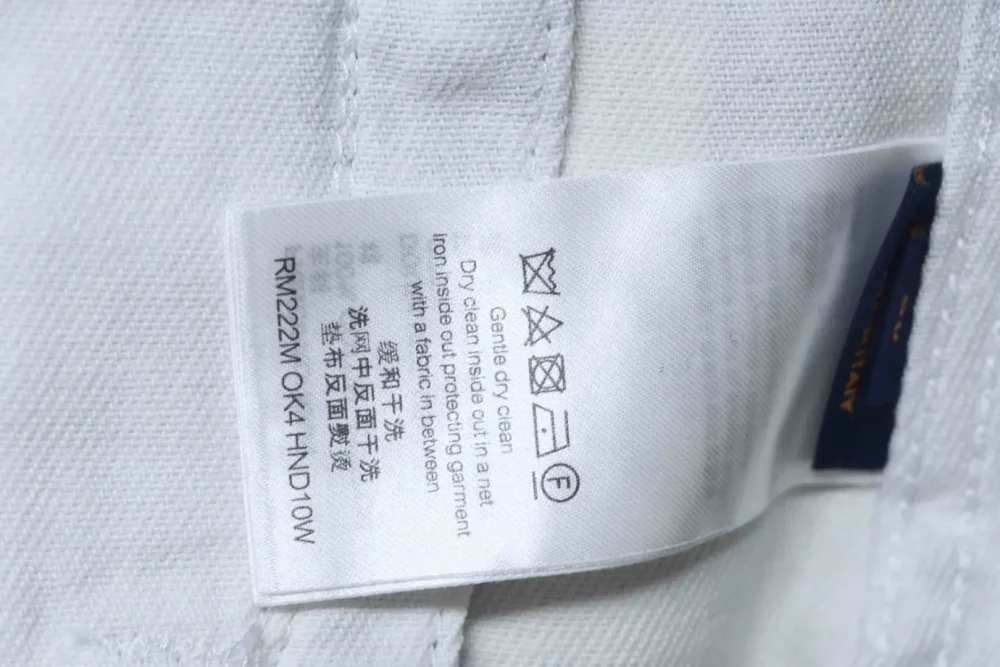 F
Gentle dry clean
Dry clean inside out in a net
iron inside out protecting garment
with a fabric in between
缓和干洗
洗网中反面干洗
垫布反面熨烫
RM222M OK4 HND10W